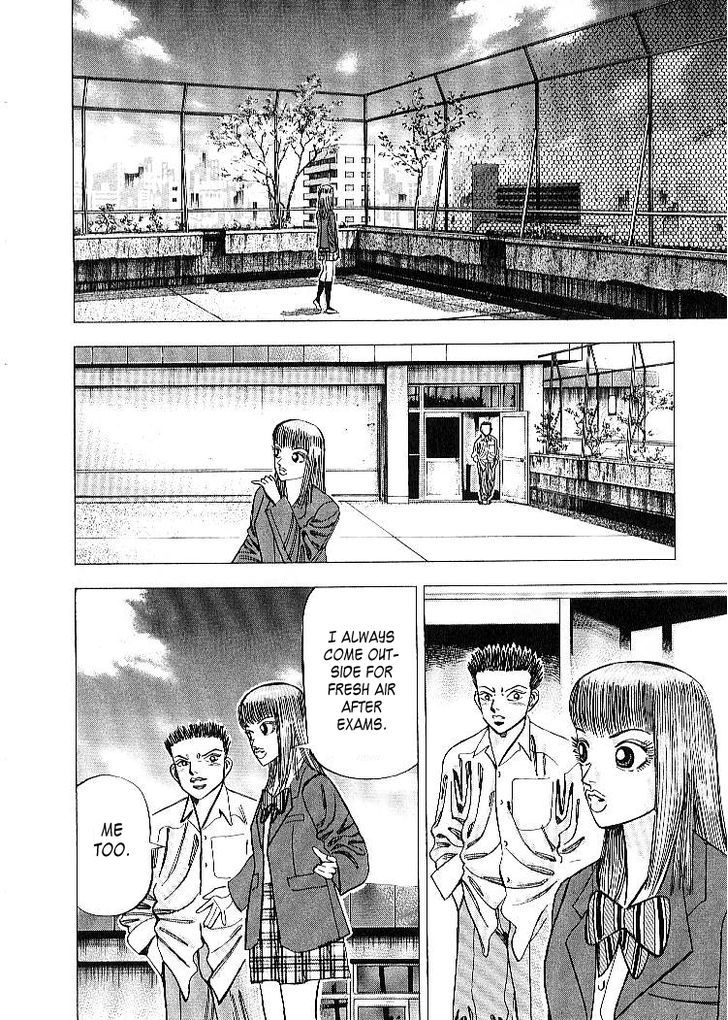 I ALWAYS
COME OUT-
SIDE FOR
FRESH AIR
AFTER
EXAMS.
ME
TOO.